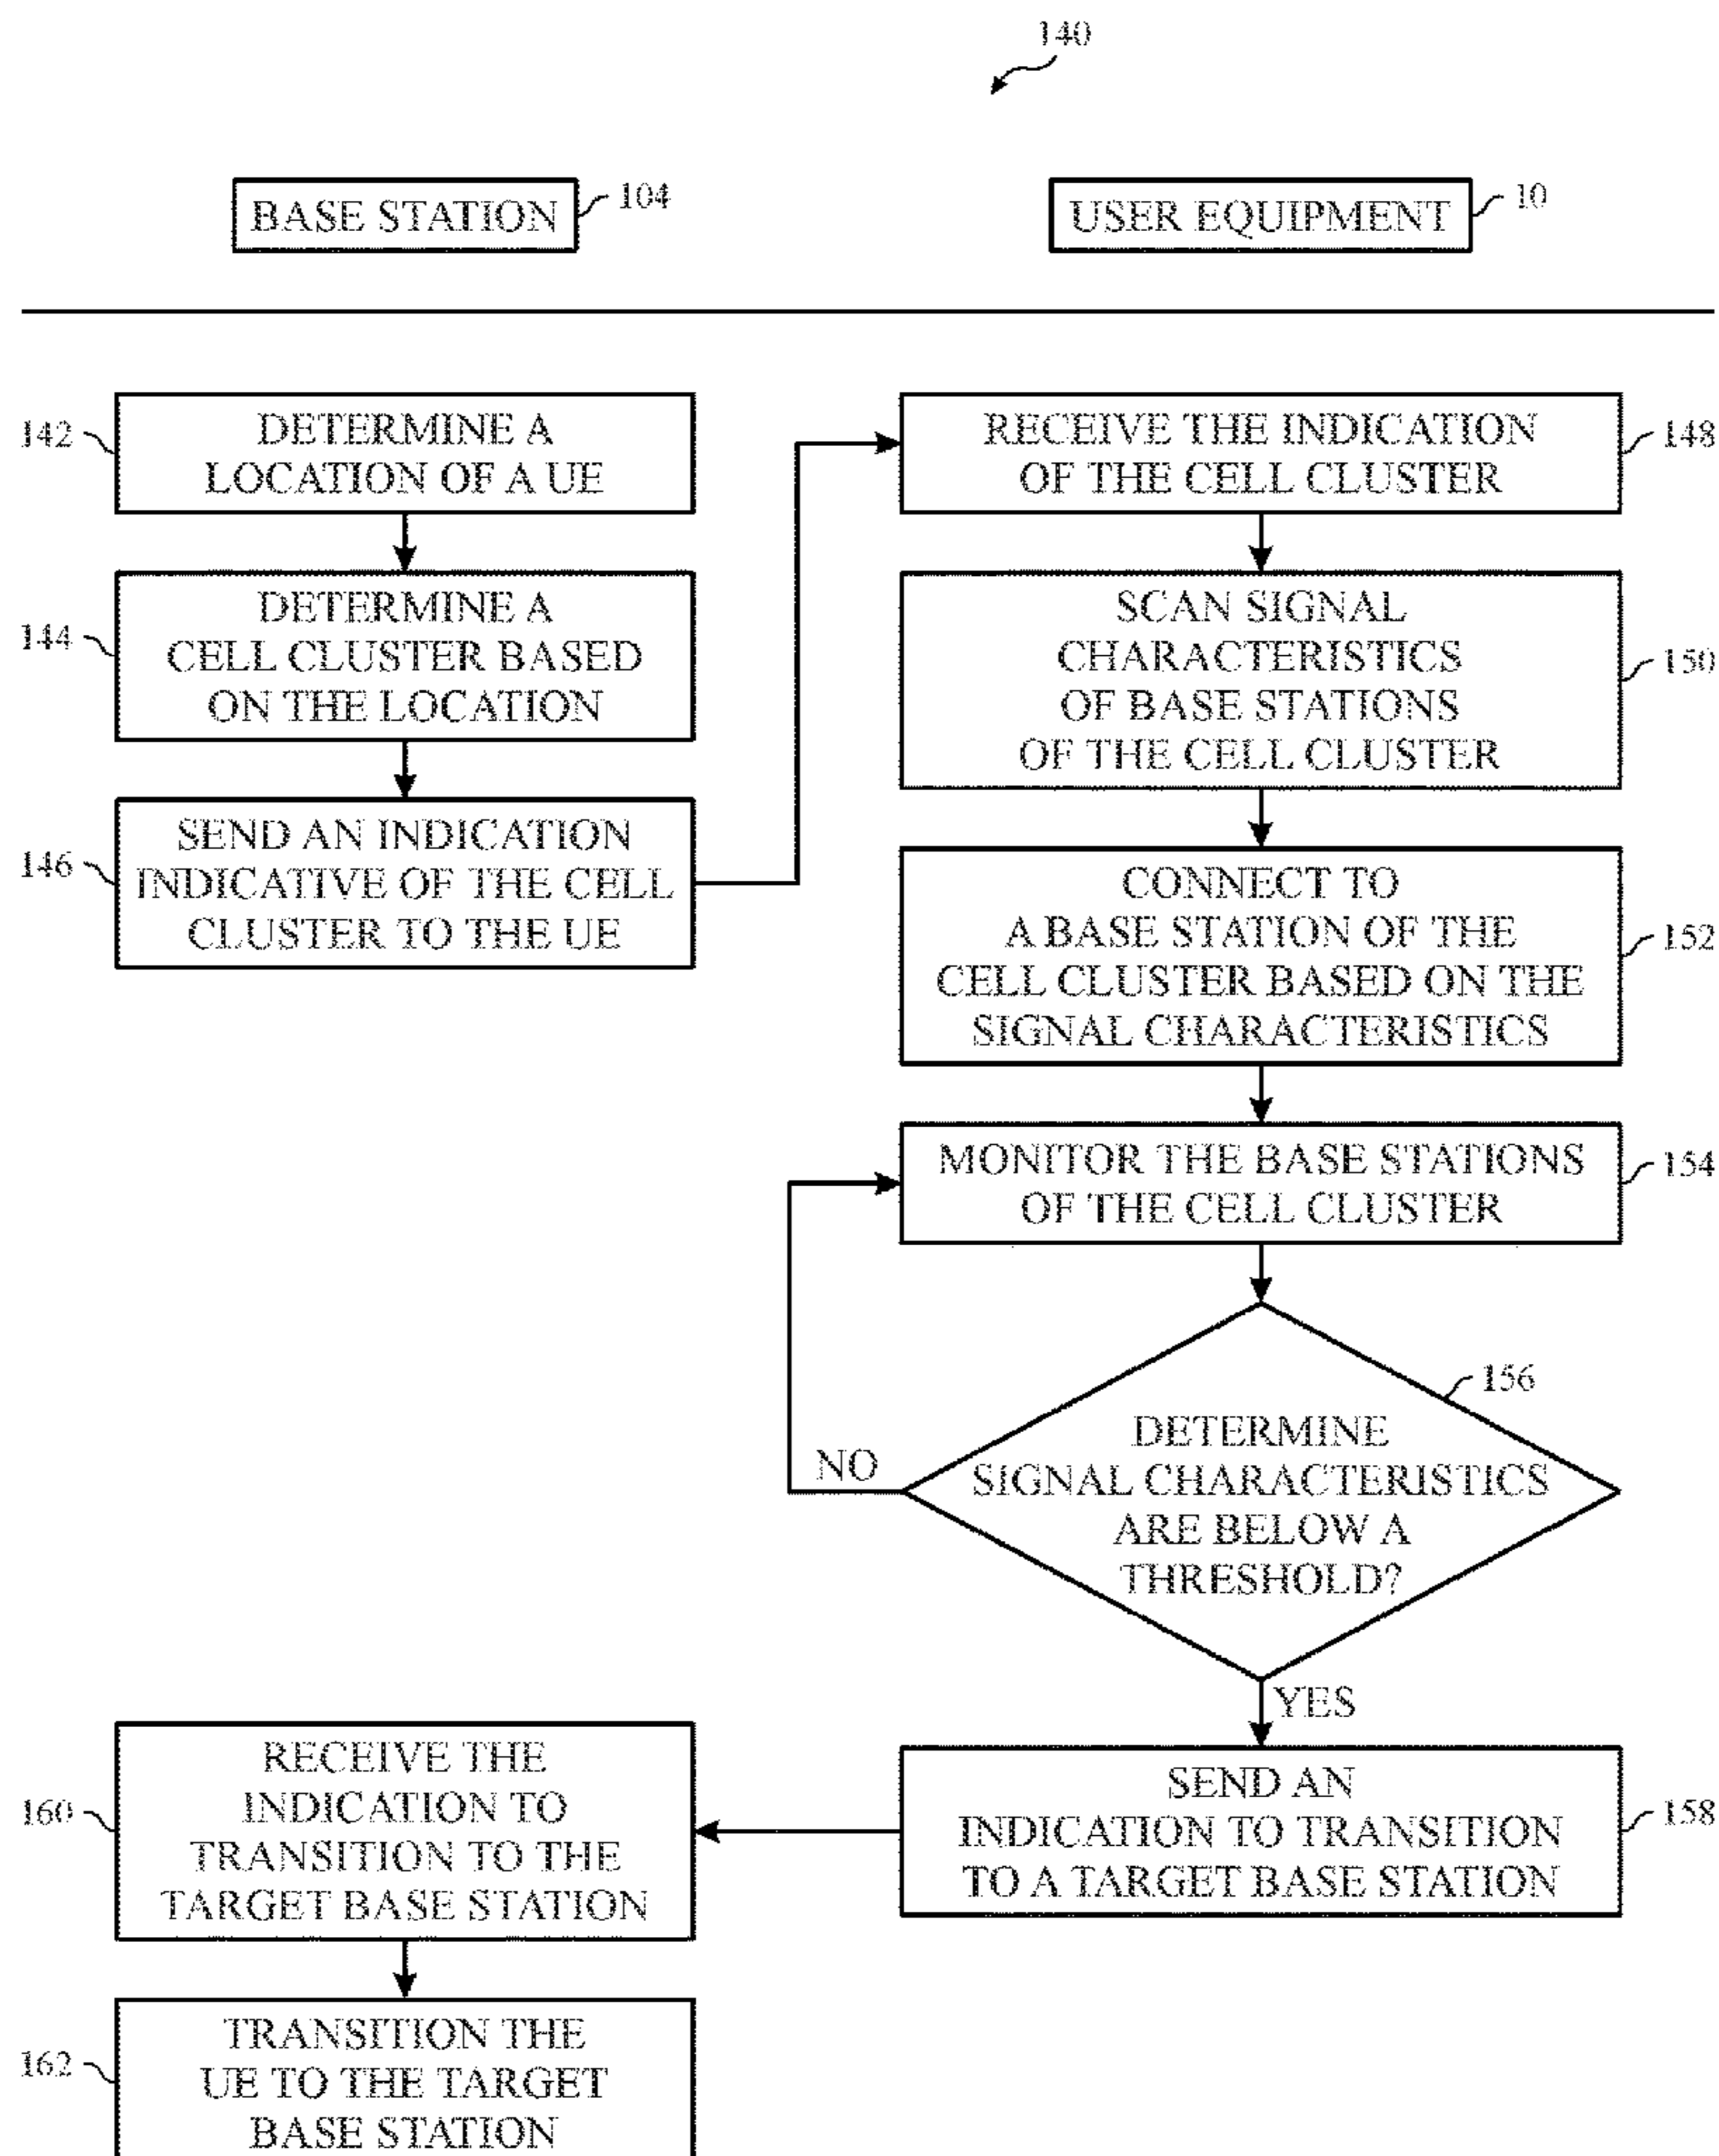 140
BASE STATION
104
USER EQUIPMENT
10
142
DETERMINE A
LOCATION OF A UE
144
DETERMINE A
CELL CLUSTER BASED
ON THE LOCATION
146
SEND AN INDICATION
INDICATIVE OF THE CELL
CLUSTER TO THE UE
RECEIVE THE INDICATION
OF THE CELL CLUSTER
148
SCAN SIGNAL
CHARACTERISTICS
OF BASE STATIONS
OF THE CELL CLUSTER
150
CONNECT TO
A BASE STATION OF THE
CELL CLUSTER BASED ON THE
SIGNAL CHARACTERISTICS
152
MONITOR THE BASE STATIONS
OF THE CELL CLUSTER
154
156
DETERMINE
SIGNAL CHARACTERISTICS
ARE BELOW A
THRESHOLD?
NO
YES
SEND AN
INDICATION TO TRANSITION
TO A TARGET BASE STATION
158
160
RECEIVE THE
INDICATION TO
TRANSITION TO THE
TARGET BASE STATION
162
TRANSITION THE
UE TO THE TARGET
BASE STATION